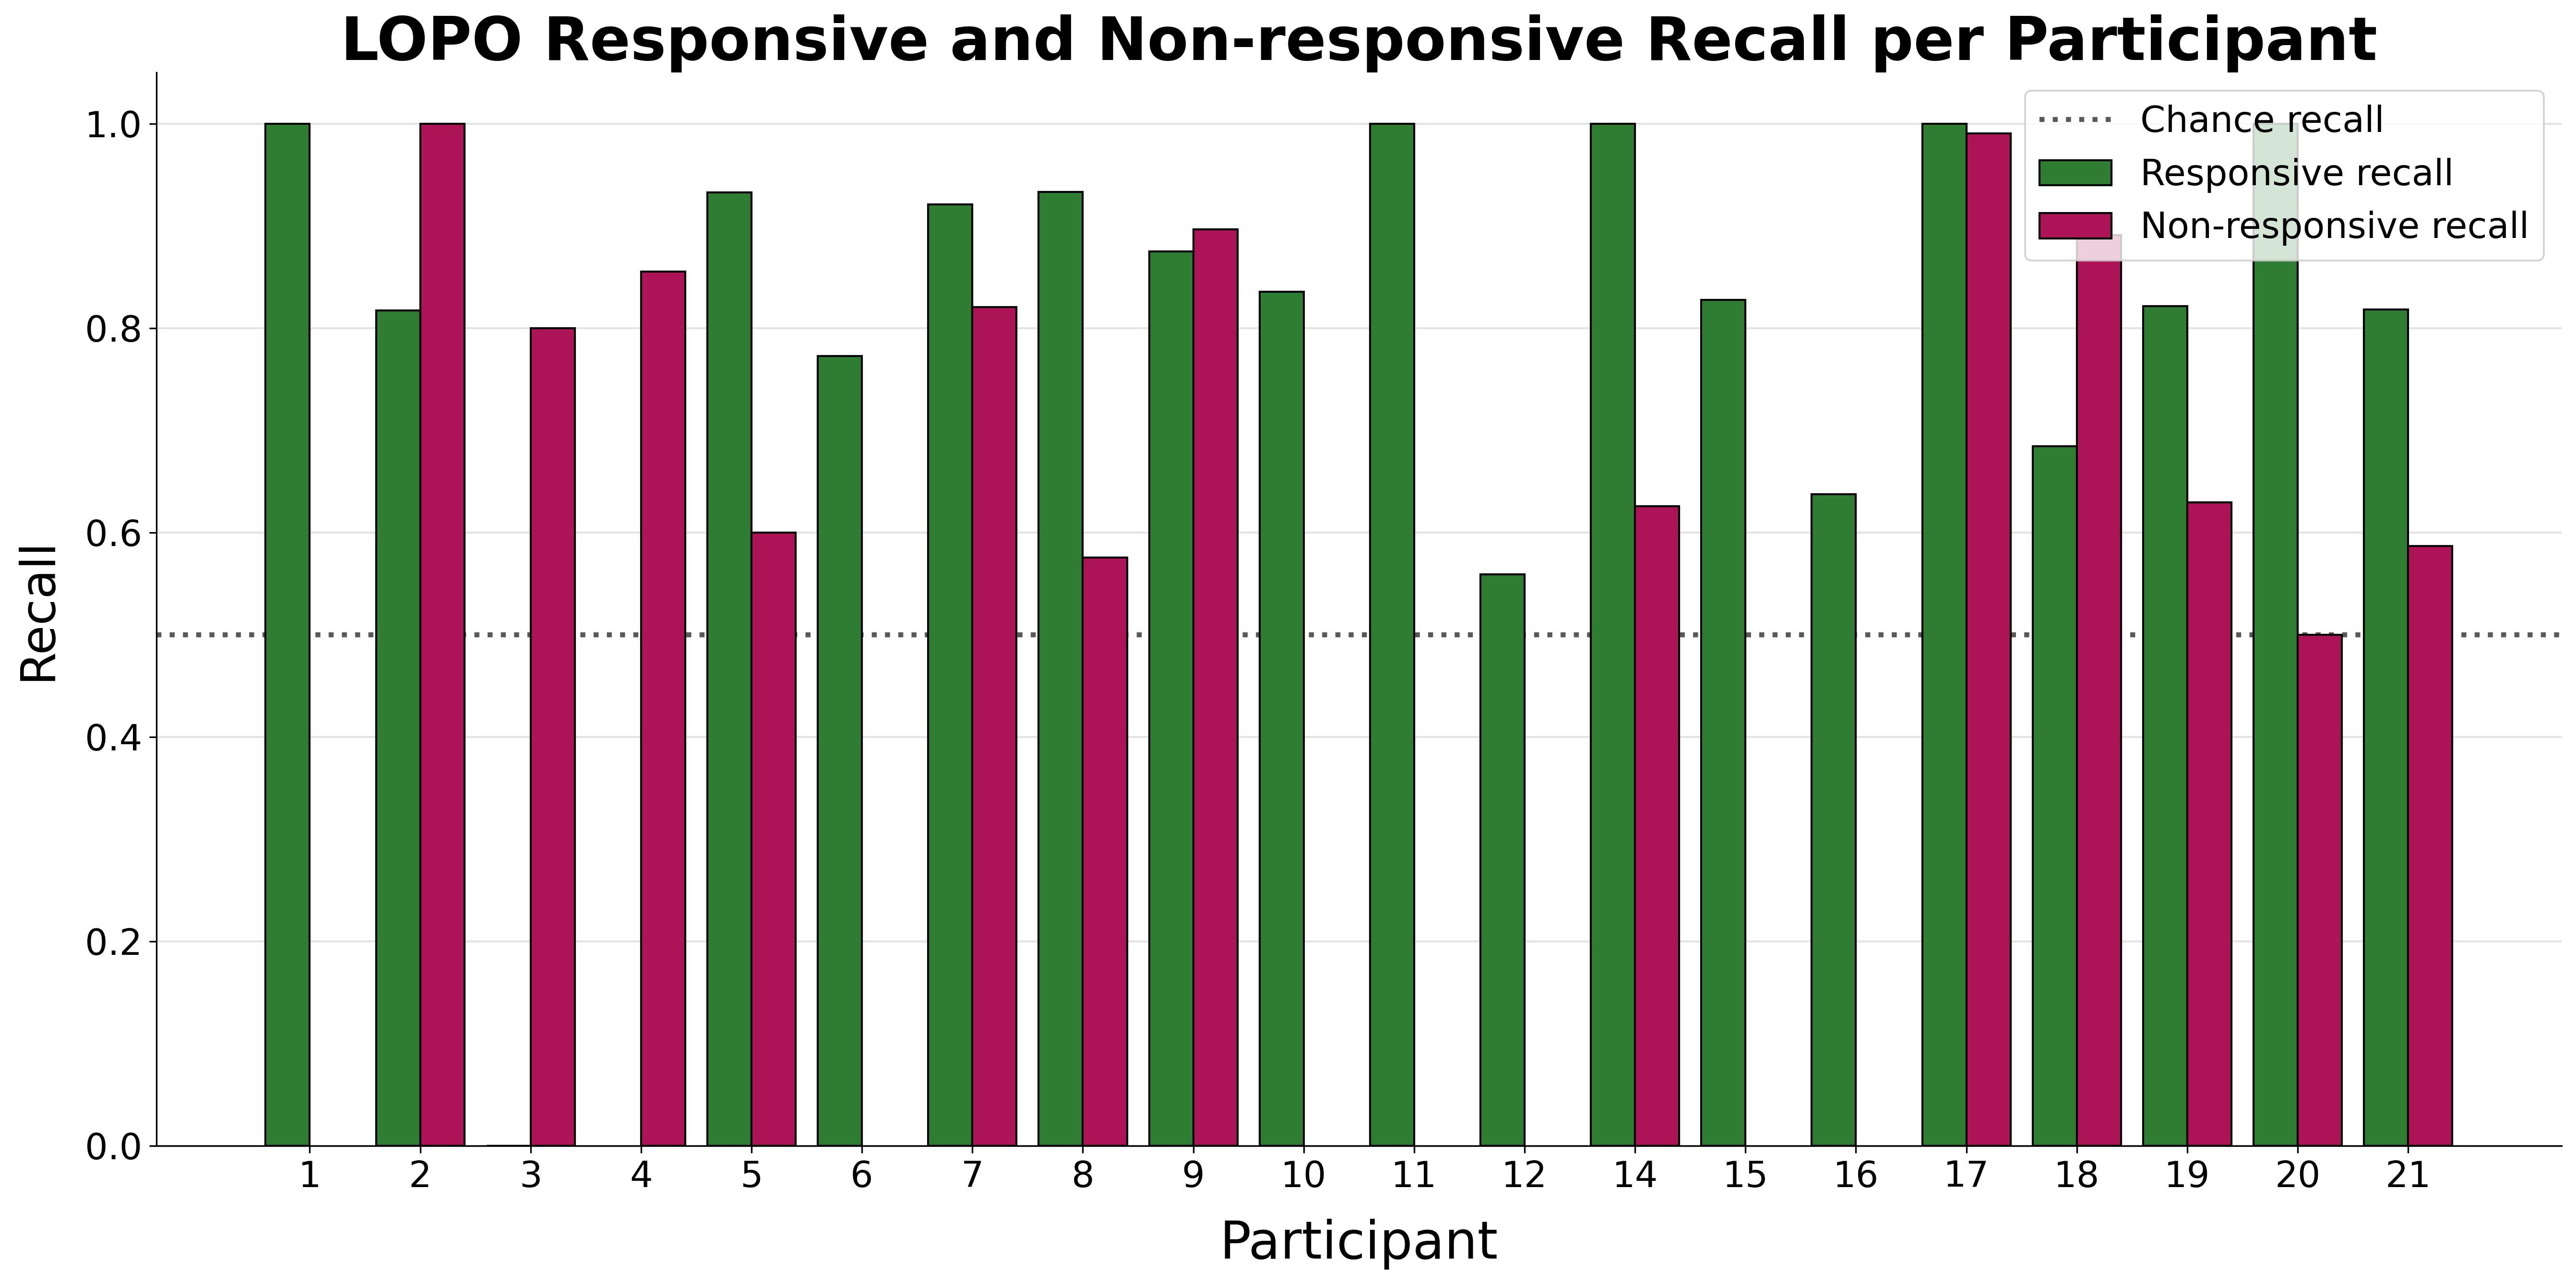 LOPO Responsive and Non-responsive Recall per Participant
Chance recall
Responsive recall
Non-responsive recall
Recall
1.0
0.8
0.6
0.4
0.2
0.0
1 2 3 4 5 6 7 8 9 10 11 12 14 15 16 17 18 19 20 21
Participant